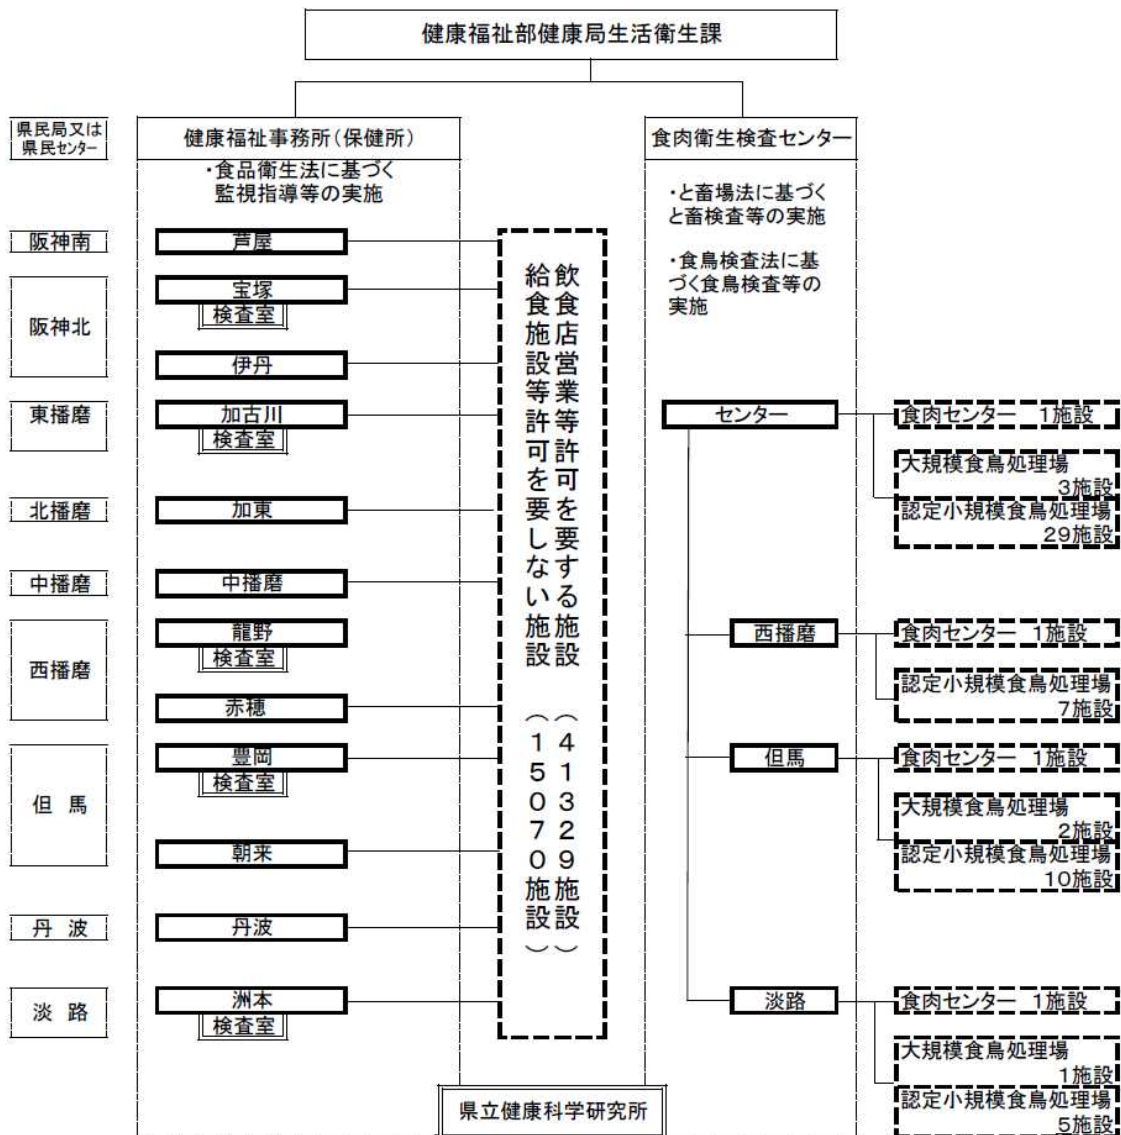 健康福祉部健康局生活衛生課
県民局又は
県民センター
健康福祉事務所(保健所)
・食品衛生法に基づく
監視指導等の実施
食肉衛生検査センター
・と畜場法に基づく
と畜検査等の実施
・食鳥検査法に基
づく食鳥検査等の
実施
阪神南
芦屋
阪神北
宝塚
検査室
伊丹
東播磨
加古川
検査室
北播磨
加東
中播磨
中播磨
西播磨
龍野
検査室
赤穂
但 馬
豊岡
検査室
朝来
丹 波
丹波
淡 路
洲本
検査室
飲食店営業等許可を要する施設 (41329施設)
給食施設等許可を要しない施設 (15070施設)
センター
食肉センター 1施設
大規模食鳥処理場
3施設
認定小規模食鳥処理場
29施設
西播磨
食肉センター 1施設
認定小規模食鳥処理場
7施設
但馬
食肉センター 1施設
大規模食鳥処理場
2施設
認定小規模食鳥処理場
10施設
淡路
食肉センター 1施設
大規模食鳥処理場
1施設
認定小規模食鳥処理場
5施設
県立健康科学研究所